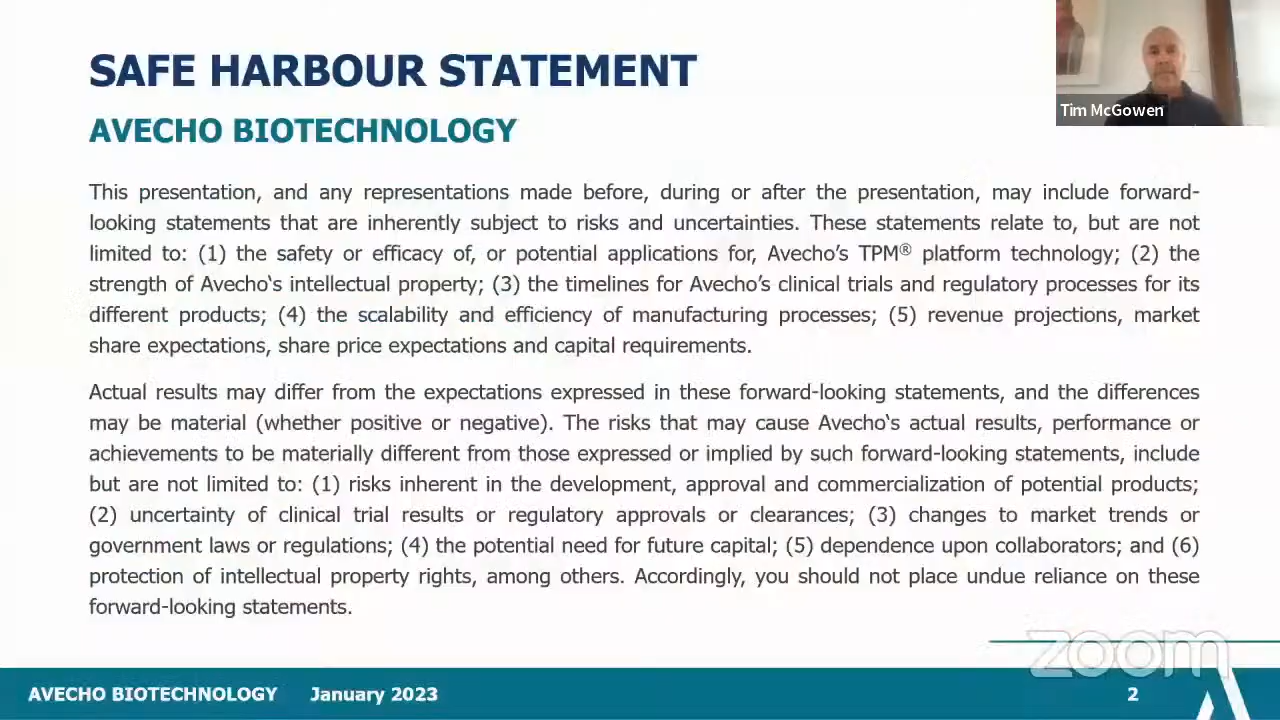 SAFE HARBOUR STATEMENT
Tim McGowen
AVECHO BIOTECHNOLOGY
This presentation, and any representations made before, during or after the presentation, may include forward-
looking statements that are inherently subject to risks and uncertainties. These statements relate to, but are not
limited to: (1) the safety or efficacy of, or potential applications for, Avecho’s TPM® platform technology; (2) the
strength of Avecho‘s intellectual property; (3) the timelines for Avecho’s clinical trials and regulatory processes for its
different products; (4) the scalability and efficiency of manufacturing processes; (5) revenue projections, market
share expectations, share price expectations and capital requirements.
Actual results may differ from the expectations expressed in these forward-looking statements, and the differences
may be material (whether positive or negative). The risks that may cause Avecho‘s actual results, performance or
achievements to be materially different from those expressed or implied by such forward-looking statements, include
but are not limited to: (1) risks inherent in the development, approval and commercialization of potential products;
(2) uncertainty of clinical trial results or regulatory approvals or clearances; (3) changes to market trends or
government laws or regulations; (4) the potential need for future capital; (5) dependence upon collaborators; and (6)
protection of intellectual property rights, among others. Accordingly, you should not place undue reliance on these
forward-looking statements.
zoom
AVECHO BIOTECHNOLOGY January 2023 2